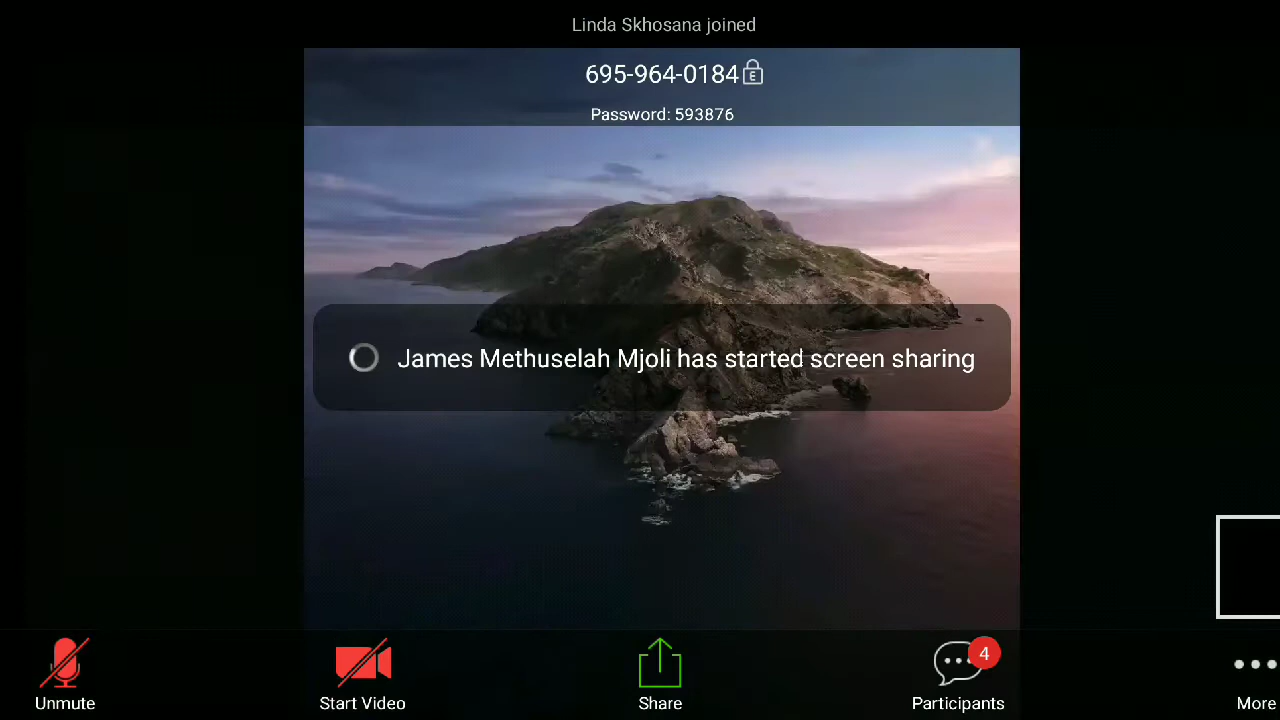 Linda Skhosana joined
695-964-0184
E
Password: 593876
James Methuselah Mjoli has started screen sharing
4
Unmute
Start Video
Share
Participants
More